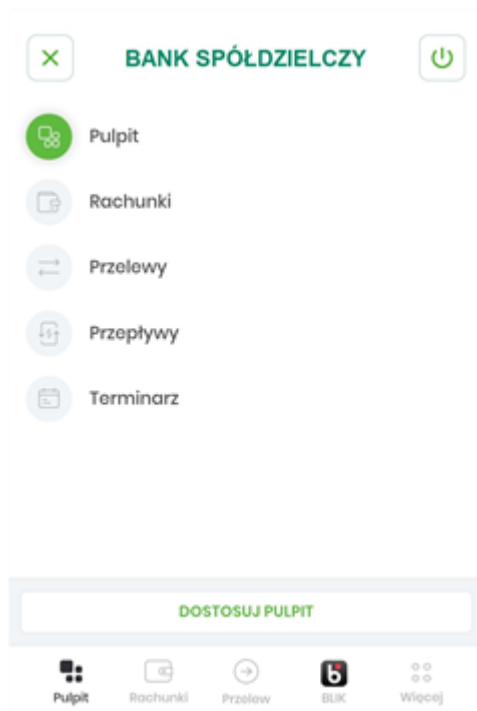 BANK SPÓŁDZIELCZY
Pulpit
Rachunki
Przelewy
Przepływy
Terminarz
DOSTOSUJ PULPIT
Pulpit Rachunki Przelew BLIK Więcej